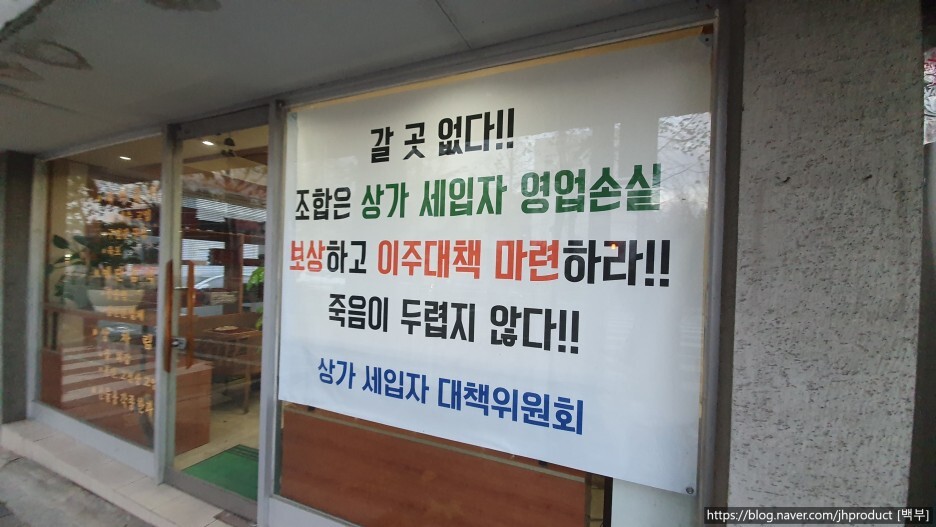 갈 곳 없다!!
조합은 상가 세입자 영업손실
보상하고 이주대책 마련하라!!
죽음이 두렵지 않다!!
상가 세입자 대책위원회
https://blog.naver.com/jhproduct [백부]